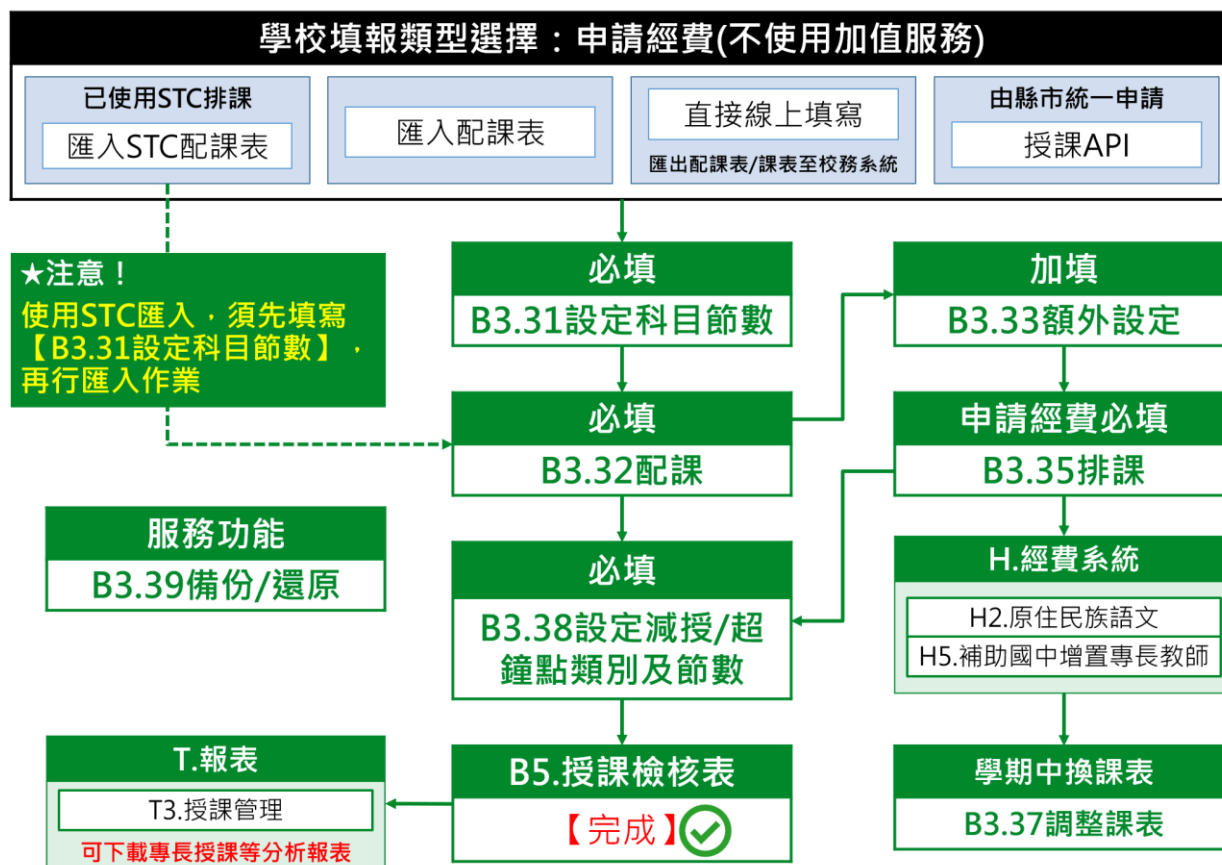 學校填報類型選擇：申請經費(不使用加值服務)
已使用STC排課
匯入STC配課表
匯入配課表
直接線上填寫
匯出配課表/課表至校務系統
由縣市統一申請
授課API
★注意！
使用STC匯入，須先填寫
【B3.31設定科目節數】，
再行匯入作業
必填
B3.31設定科目節數
加填
B3.33額外設定
必填
B3.32配課
申請經費必填
B3.35排課
服務功能
B3.39備份/還原
必填
B3.38設定減授/超
鐘點類別及節數
H.經費系統
H2.原住民族語文
H5.補助國中增置專長教師
T.報表
T3.授課管理
可下載專長授課等分析報表
B5.授課檢核表
【完成】
學期中換課表
B3.37調整課表